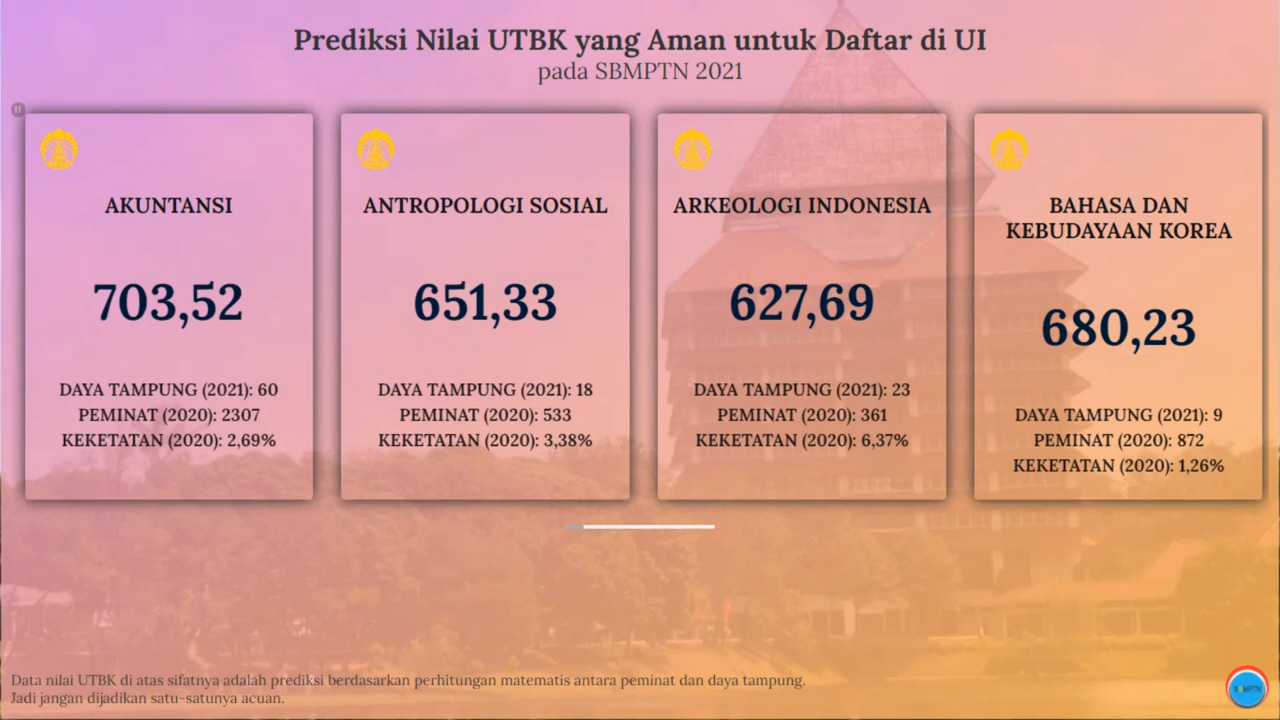 Prediksi Nilai UTBK yang Aman untuk Daftar di UI
pada SBMPTN 2021
AKUNTANSI
703,52
DAYA TAMPUNG (2021): 60
PEMINAT (2020): 2307
KEKETATAN (2020): 2,69%
ANTROPOLOGI SOSIAL
651,33
DAYA TAMPUNG (2021): 18
PEMINAT (2020): 533
KEKETATAN (2020): 3,38%
ARKEOLOGI INDONESIA
627,69
DAYA TAMPUNG (2021): 23
PEMINAT (2020): 361
KEKETATAN (2020): 6,37%
BAHASA DAN
KEBUDAYAAN KOREA
680,23
DAYA TAMPUNG (2021): 9
PEMINAT (2020): 872
KEKETATAN (2020): 1,26%
Data nilai UTBK di atas sifatnya adalah prediksi berdasarkan perhitungan matematis antara peminat dan daya tampung.
Jadi jangan dijadikan satu-satunya acuan.
SBMPTN